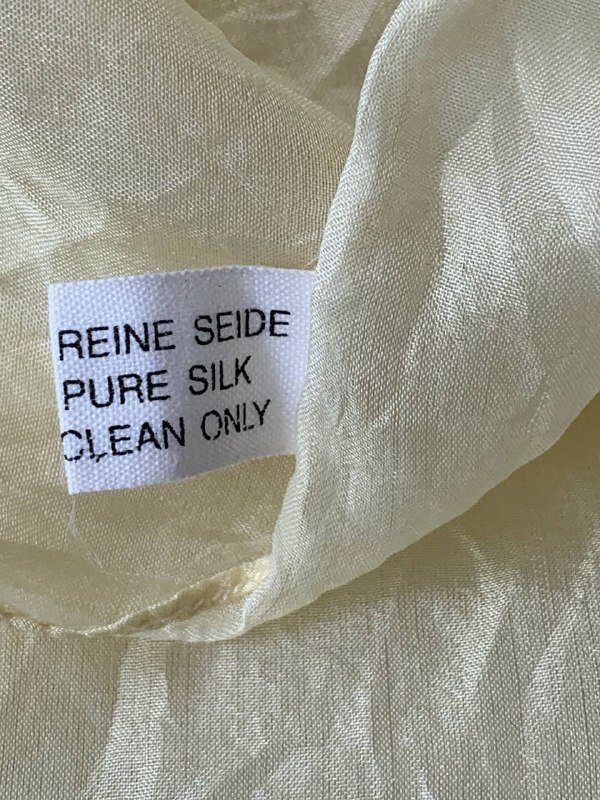 REINE SEIDE
PURE SILK
CLEAN ONLY